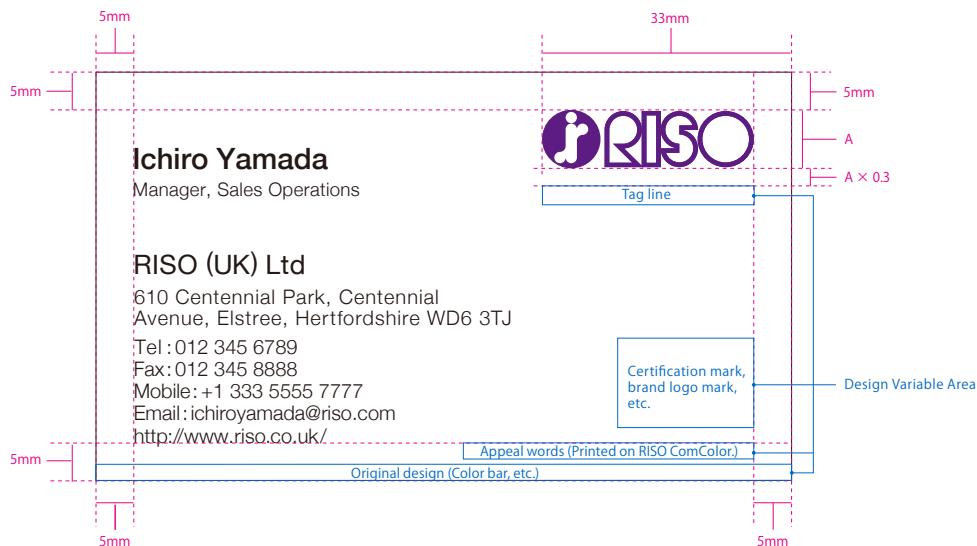 5mm
33mm
5mm
5mm
RISO
A
Ichiro Yamada
A × 0.3
Manager, Sales Operations
Tag line
RISO (UK) Ltd
610 Centennial Park, Centennial
Avenue, Elstree, Hertfordshire WD6 3TJ
Tel : 012 345 6789
Fax : 012 345 8888
Mobile : +1 333 5555 7777
Email : ichiroyamada@riso.com
http://www.riso.co.uk/
Certification mark,
brand logo mark,
etc.
Design Variable Area
Appeal words (Printed on RISO ComColor.)
5mm
Original design (Color bar, etc.)
5mm
5mm